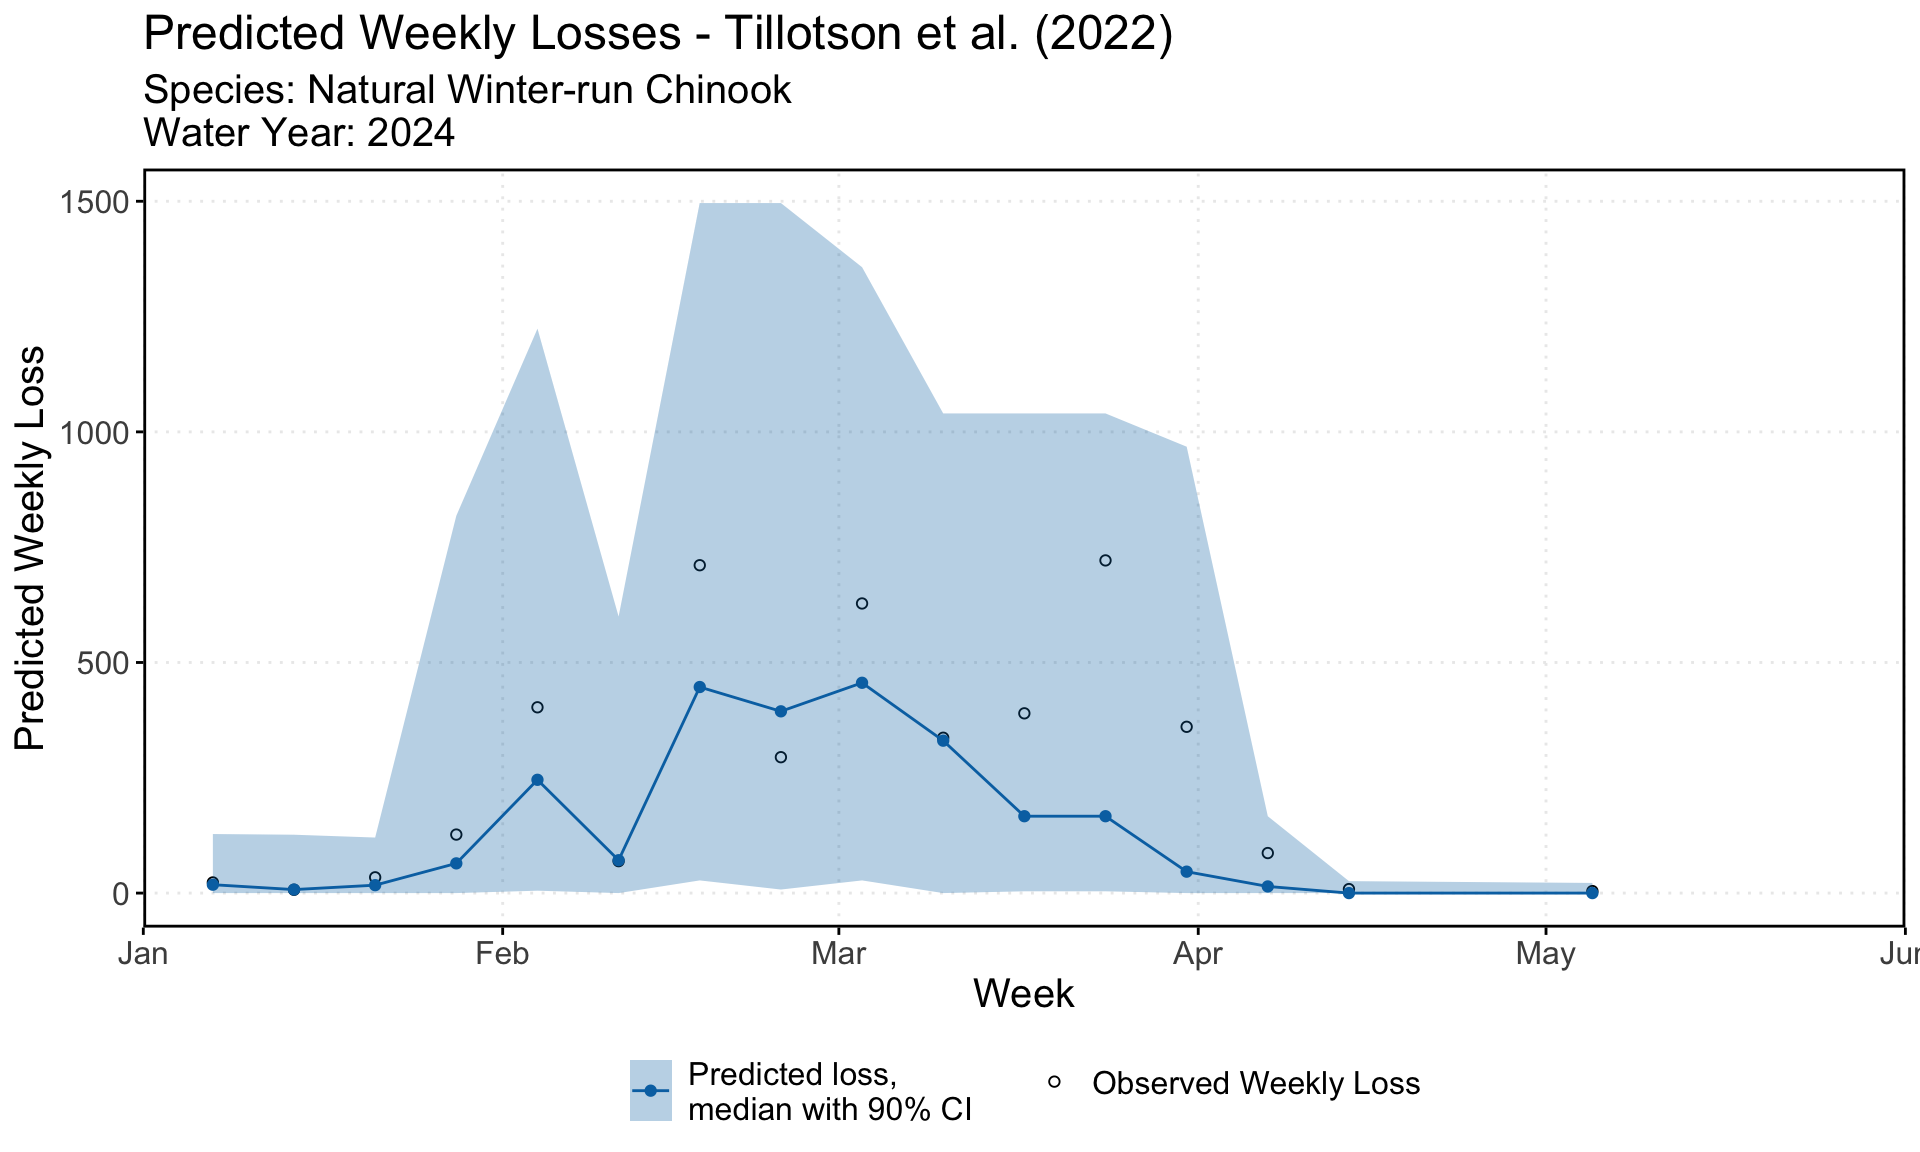 Predicted Weekly Losses - Tillotson et al. (2022)
Species: Natural Winter-run Chinook
Water Year: 2024
Predicted Weekly Loss
1500
1000
500
0
Jan Feb Mar Apr May
Week
Predicted loss,
median with 90% CI
Observed Weekly Loss